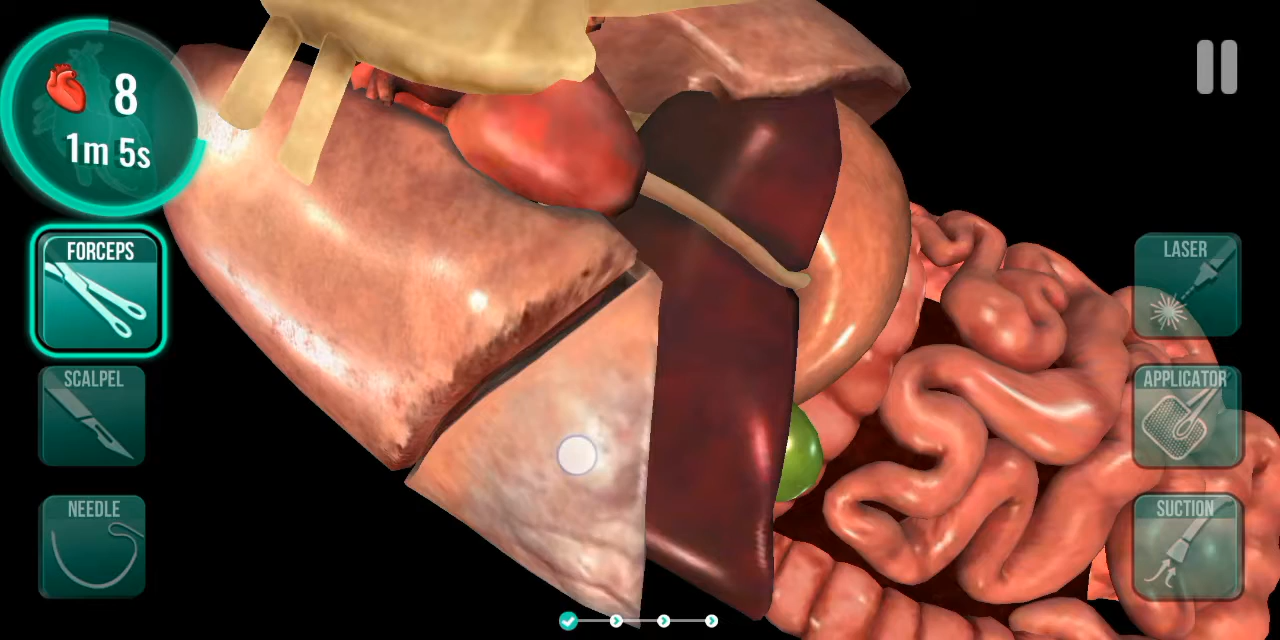 8
1m 5s
FORCEPS
SCALPEL
NEEDLE
LASER
APPLICATOR
SUCTION